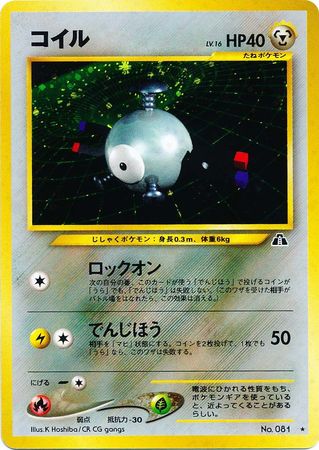 コイル LV.16 HP40
たねポケモン
じしゃくポケモン：身長0.3m、体重6kg
ロックオン
次の自分の番、このカードが使う「でんじほう」で投げるコインが
「うら」でも、「でんじほう」は失敗しない。（このワザを受けた相手が
バトル場をはなれたら、この効果は消える。）
でんじほう 50
相手を「マヒ」状態にする。コインを2枚投げて、1枚でも
「うら」なら、このワザは失敗。
にげる
弱点 抵抗力-30
電波にひかれる性質をもち、
ポケモンギアを使っている
と、近よってくることがあ
るらしい。
Illus.K Hoshiba/CR CG gangs No. 081